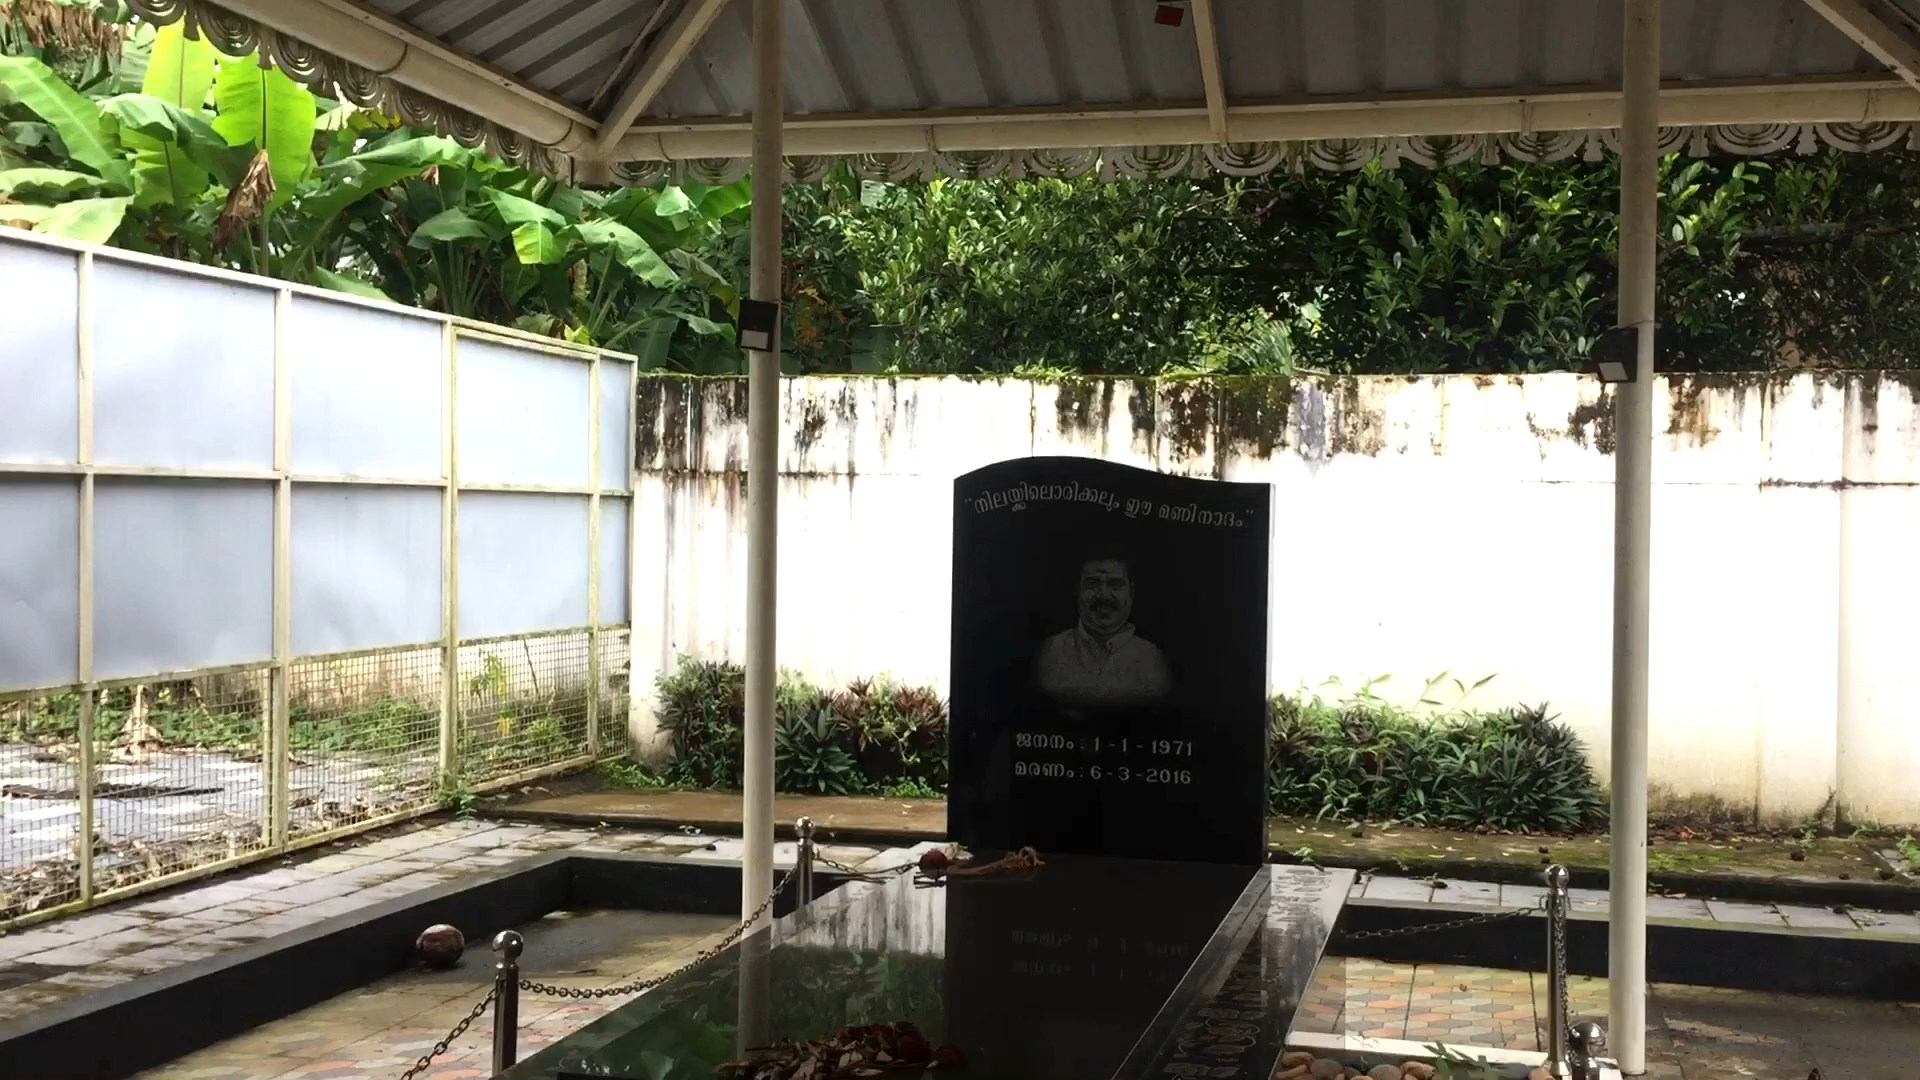 "നിലയ്ക്കില്ലൊരിക്കലും ഈ മണിനാദം"
ജനനം : 1 - 1 - 1971
മരണം : 6 - 3 - 2016